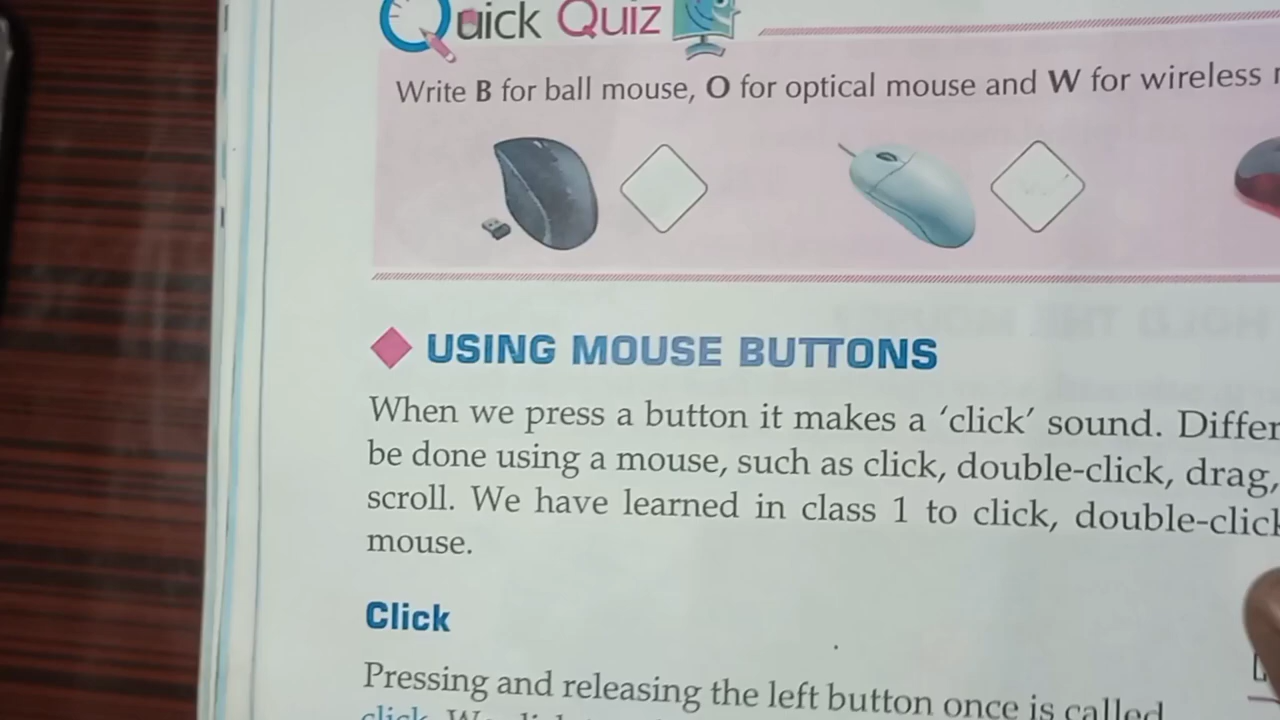 Quick Quiz
Write B for ball mouse, O for optical mouse and W for wireless
USING MOUSE BUTTONS
When we press a button it makes a ‘click’ sound. Differ
be done using a mouse, such as click, double-click, drag,
scroll. We have learned in class 1 to click, double-click
mouse.
Click
Pressing and releasing the left button once is called
click. We